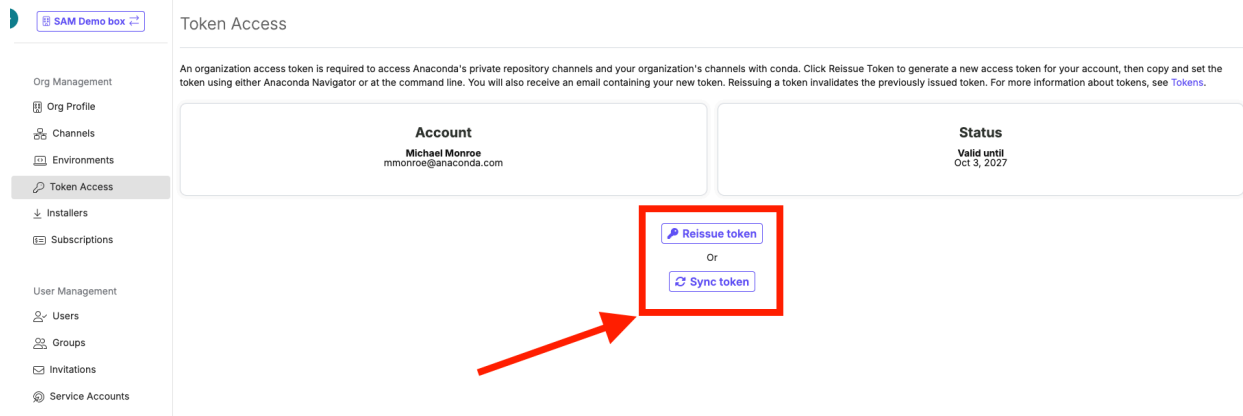 SAM Demo box
Token Access
Org Management
Org Profile
Channels
Environments
Token Access
Installers
Subscriptions
User Management
Users
Groups
Invitations
Service Accounts
An organization access token is required to access Anaconda's private repository channels and your organization's channels with conda. Click Reissue Token to generate a new access token for your account, then copy and set the
token using either Anaconda Navigator or at the command line. You will also receive an email containing your new token. Reissuing a token invalidates the previously issued token. For more information about tokens, see Tokens.
Account
Michael Monroe
mmonroe@anaconda.com
Status
Valid until
Oct 3, 2027
Reissue token
Or
Sync token